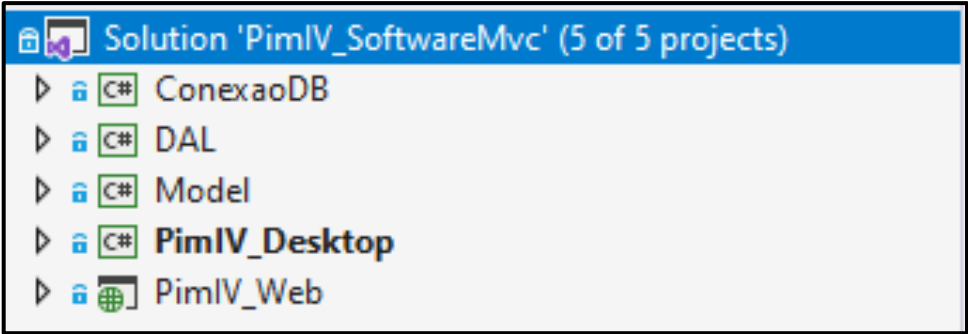 Solution 'PimIV_SoftwareMvc' (5 of 5 projects)
C# ConexaoDB
C# DAL
C# Model
C# PimIV_Desktop
PimIV_Web